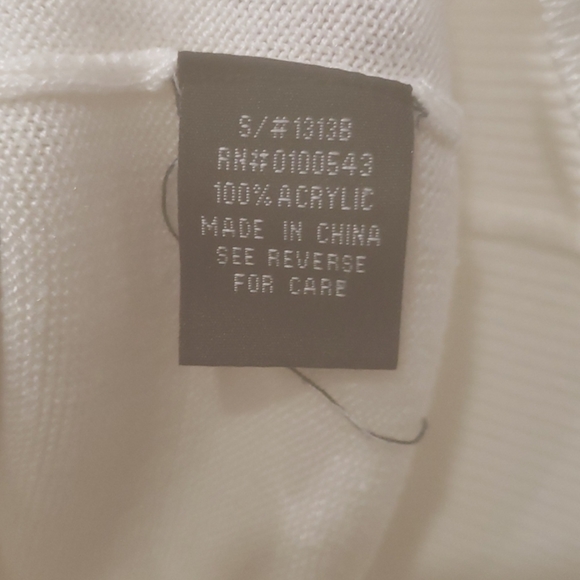 S/#1313B
RN#0100543
100% ACRYLIC
MADE IN CHINA
SEE REVERSE
FOR CARE